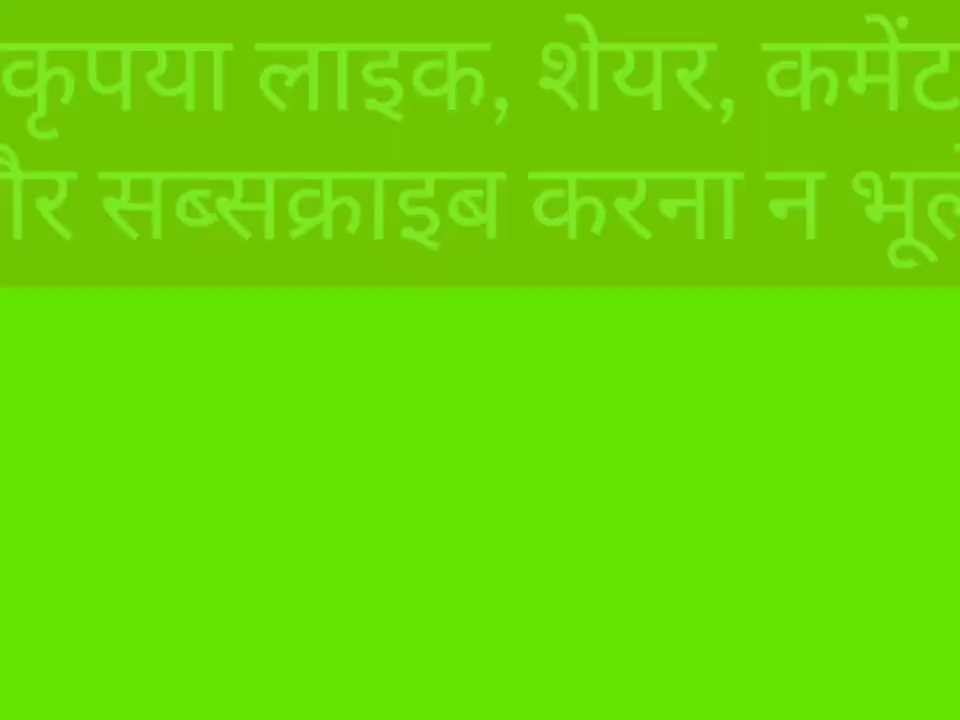 कृपया लाइक, शेयर, कमेंट
सब्सक्राइब करना न